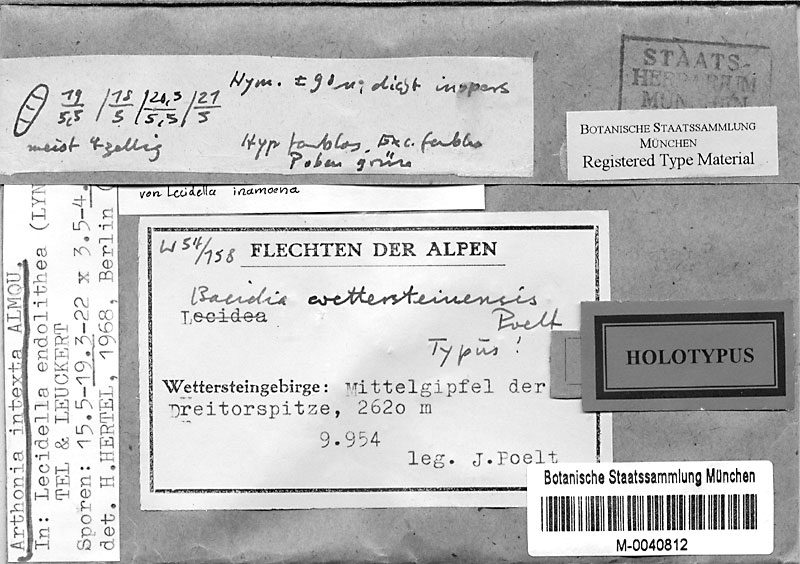 19/5,5 / 18/5 / 20,5/5,5 / 21/5
Hym. ± 90 µ; dicht inspers
meist 4zellig
Hyp farblos, Exc. farblos
Poben grüne
STAATS-
HERBARIUM
MÜNCHEN
BOTANISCHE STAATSSAMMLUNG
MÜNCHEN
Registered Type Material
von Lecidella inamoena
Arthonia intexta ALMQU.
In: Lecidella endolithea (LYN
TEL & LEUCKERT
Sporen: 15.5-19.3-22 x 3.5-4.
det. H.HERTEL, 1968, Berlin (
W 54/158
FLECHTEN DER ALPEN
Bacidia wettersteinensis
Lecidea
Poelt
Typus!
Wettersteingebirge: Mittelgipfel der
Dreitorspitze, 2620 m
9.954
leg. J.Poelt
HOLOTYPUS
Botanische Staatssammlung München
M-0040812